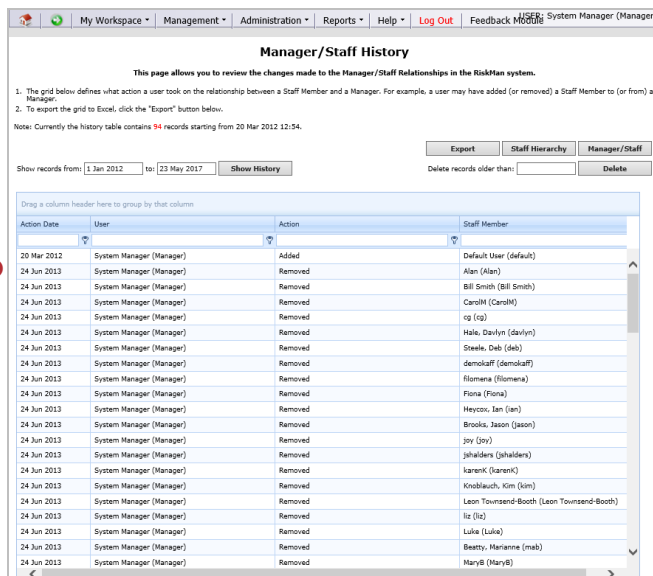 My Workspace Management Administration Reports Help Log Out Feedback Module USER: System Manager (Manager
Manager/Staff History
This page allows you to review the changes made to the Manager/Staff Relationships in the RiskMan system.
1. The grid below defines what action a user took on the relationship between a Staff Member and a Manager. For example, a user may have added (or removed) a Staff Member to (or from) a
Manager.
2. To export the grid to Excel, click the "Export" button below.
Note: Currently the history table contains 94 records starting from 20 Mar 2012 12:54.
Export Staff Hierarchy Manager/Staff
Show records from: 1 Jan 2012 to: 23 May 2017 Show History Delete records older than: Delete
Drag a column header here to group by that column
Action Date User Action Staff Member
20 Mar 2012 System Manager (Manager) Added Default User (default)
24 Jun 2013 System Manager (Manager) Removed Alan (Alan)
24 Jun 2013 System Manager (Manager) Removed Bill Smith (Bill Smith)
24 Jun 2013 System Manager (Manager) Removed CarolM (CarolM)
24 Jun 2013 System Manager (Manager) Removed cg (cg)
24 Jun 2013 System Manager (Manager) Removed Hale, Davlyn (davlyn)
24 Jun 2013 System Manager (Manager) Removed Steele, Deb (deb)
24 Jun 2013 System Manager (Manager) Removed demokaff (demokaff)
24 Jun 2013 System Manager (Manager) Removed filomena (filomena)
24 Jun 2013 System Manager (Manager) Removed Fiona (Fiona)
24 Jun 2013 System Manager (Manager) Removed Heycox, Ian (ian)
24 Jun 2013 System Manager (Manager) Removed Brooks, Jason (jason)
24 Jun 2013 System Manager (Manager) Removed joy (joy)
24 Jun 2013 System Manager (Manager) Removed jshalders (jshalders)
24 Jun 2013 System Manager (Manager) Removed karenK (karenK)
24 Jun 2013 System Manager (Manager) Removed Knoblauch, Kim (kim)
24 Jun 2013 System Manager (Manager) Removed Leon Townsend-Booth (Leon Townsend-Booth)
24 Jun 2013 System Manager (Manager) Removed liz (liz)
24 Jun 2013 System Manager (Manager) Removed Luke (Luke)
24 Jun 2013 System Manager (Manager) Removed Beatty, Marianne (mab)
24 Jun 2013 System Manager (Manager) Removed MaryB (MaryB)